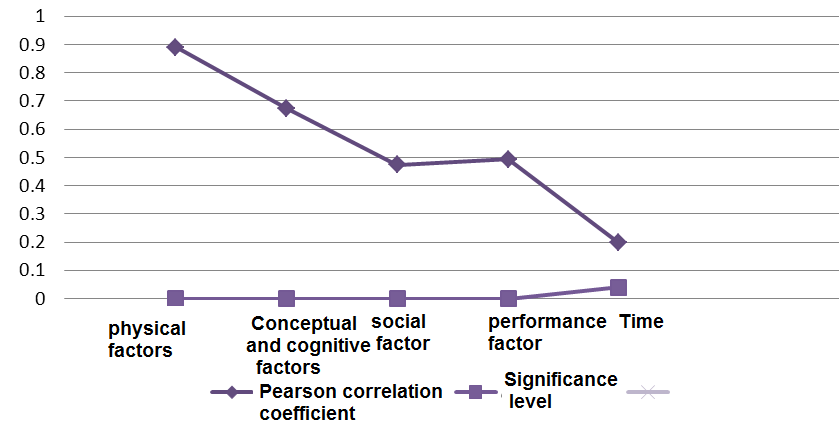 1
0.9
0.8
0.7
0.6
0.5
0.4
0.3
0.2
0.1
0
physical
factors
Conceptual
and cognitive
factors
social
factor
performance
factor
Time
Pearson correlation
coefficient
Significance
level